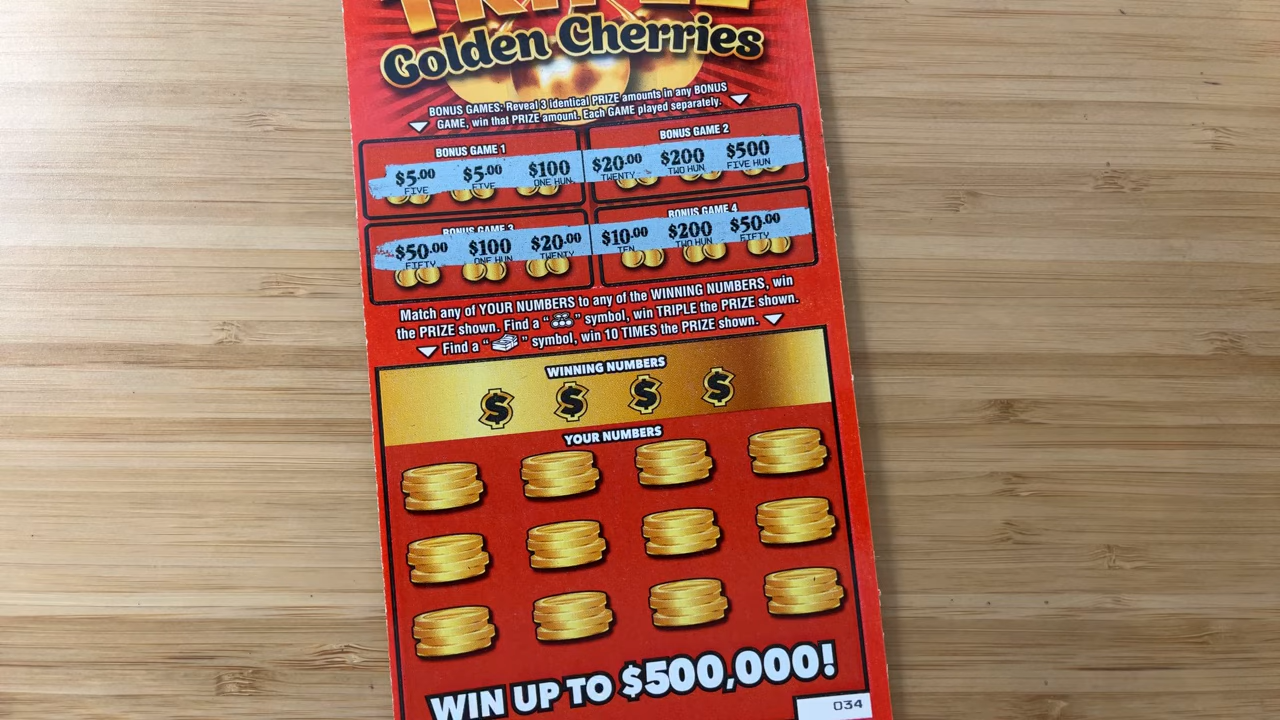 Golden Cherries
BONUS GAMES: Reveal 3 identical PRIZE amounts in any BONUS
GAME, win that PRIZE amount. Each GAME played separately.
BONUS GAME 1
$5.00 $5.00 $100
FIVE FIVE ONE HUN
BONUS GAME 2
$20.00 $200 $500
TWENTY TWO HUN FIVE HUN
BONUS GAME 3
$50.00 $100 $20.00
FIFTY ONE HUN TWENTY
BONUS GAME 4
$10.00 $200 $50.00
TEN TWO HUN FIFTY
Match any of YOUR NUMBERS to any of the WINNING NUMBERS, win
the PRIZE shown. Find a “ ” symbol, win TRIPLE the PRIZE shown.
Find a “ ” symbol, win 10 TIMES the PRIZE shown.
WINNING NUMBERS
$ $ $ $
YOUR NUMBERS
WIN UP TO $500,000!
034